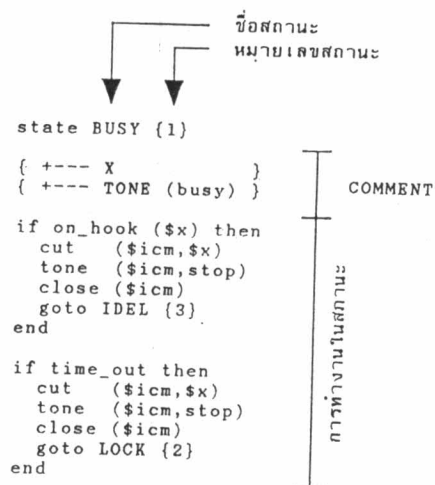 ชื่อสถานะ
หมายเลขสถานะ
state BUSY {1}
{ +--- X }
{ +--- TONE (busy) }
COMMENT
if on_hook ($x) then
cut ($icm,$x)
tone ($icm,stop)
close ($icm)
goto IDEL {3}
end
if time_out then
cut ($icm,$x)
tone ($icm,stop)
close ($icm)
goto LOCK {2}
end
การทำงานในสถานะ